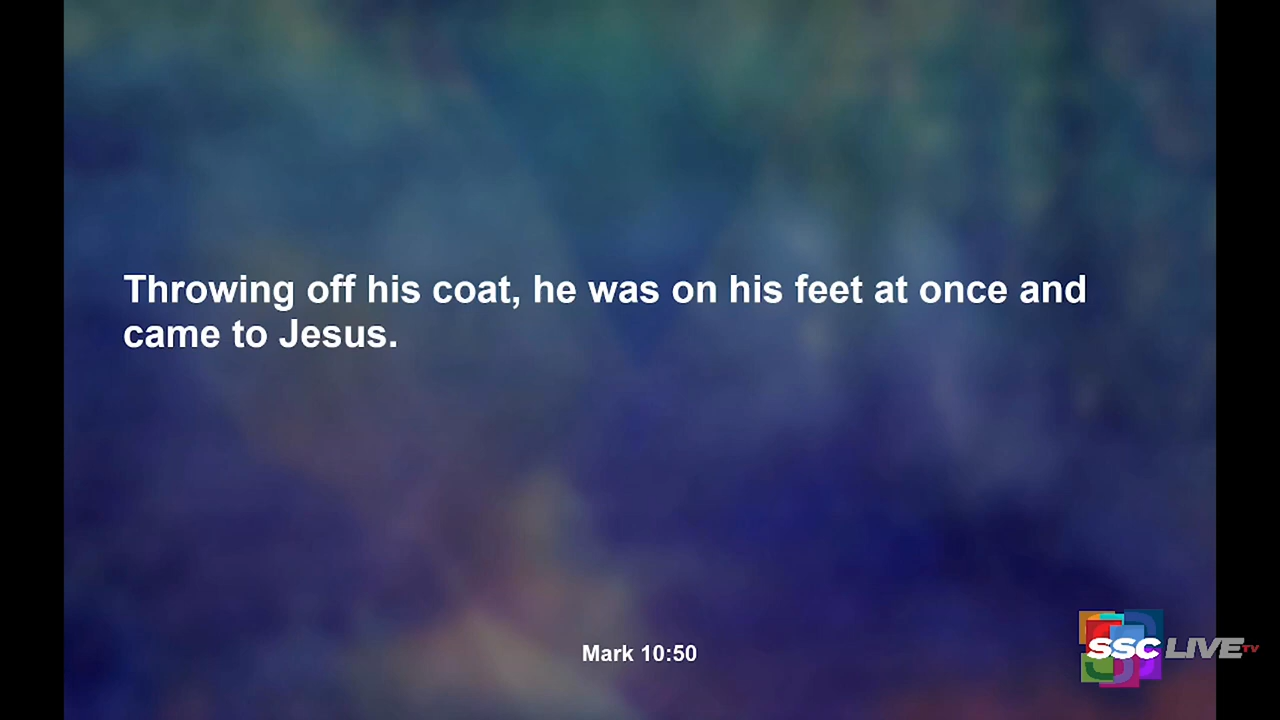 Throwing off his coat, he was on his feet at once and
came to Jesus.
Mark 10:50
SSC LIVE TV